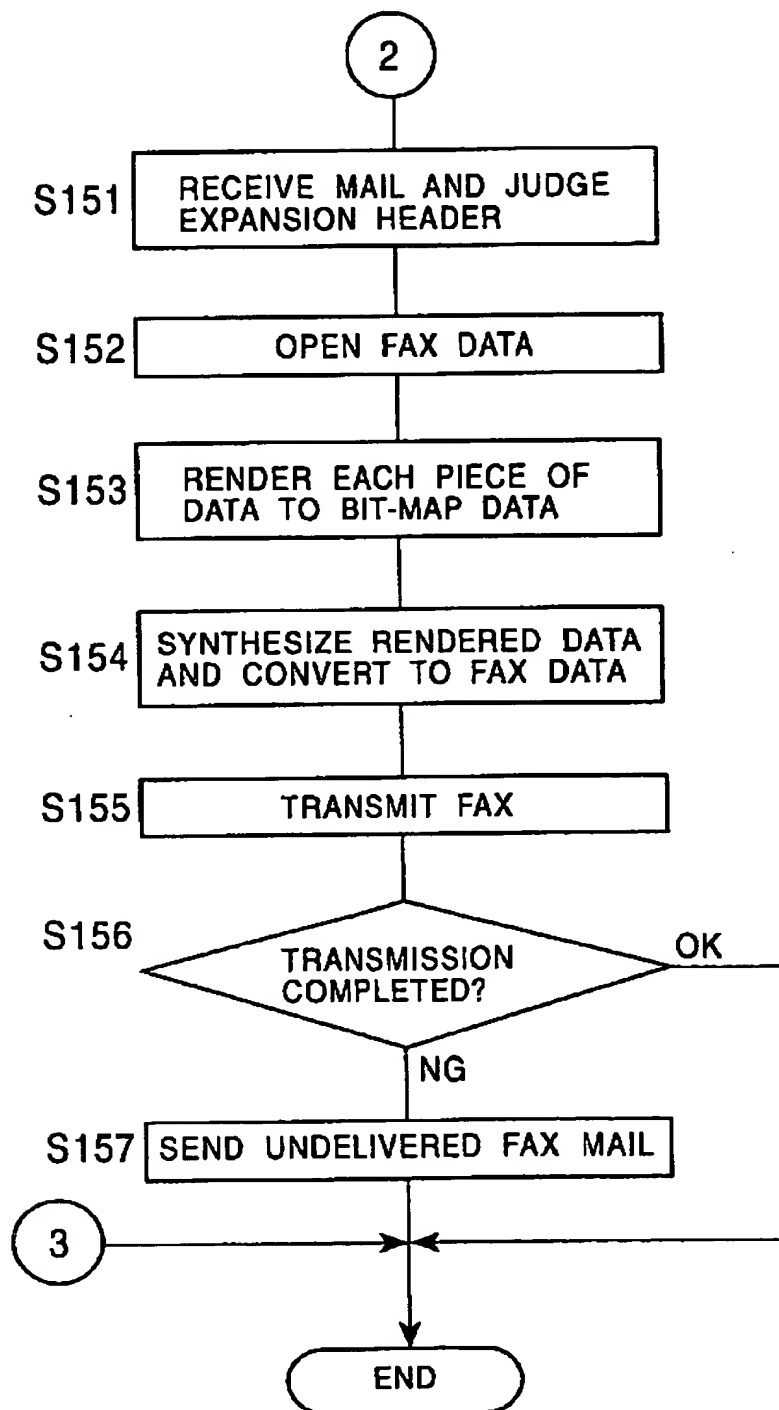 2
S151
RECEIVE MAIL AND JUDGE
EXPANSION HEADER
S152
OPEN FAX DATA
S153
RENDER EACH PIECE OF
DATA TO BIT-MAP DATA
S154
SYNTHESIZE RENDERED DATA
AND CONVERT TO FAX DATA
S155
TRANSMIT FAX
S156
TRANSMISSION
COMPLETED?
OK
NG
S157
SEND UNDELIVERED FAX MAIL
3
END